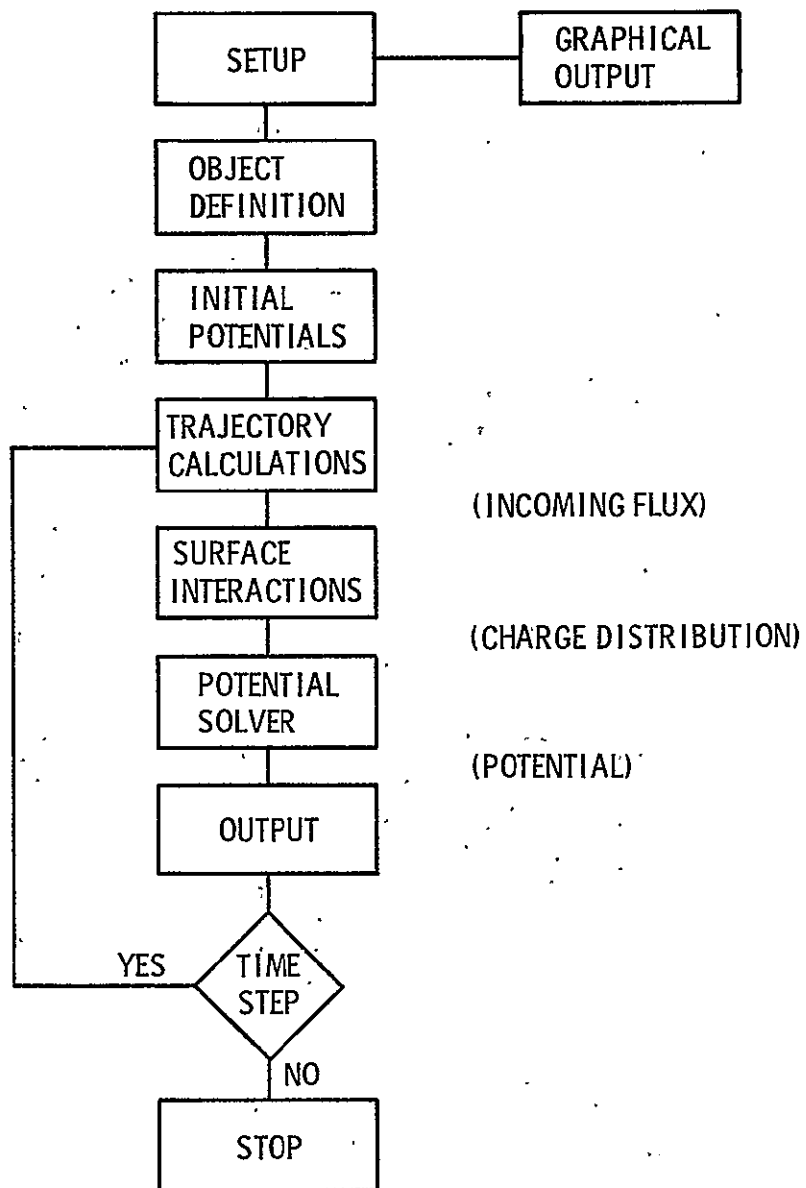 SETUP
GRAPHICAL
OUTPUT
OBJECT
DEFINITION
INITIAL
POTENTIALS
TRAJECTORY
CALCULATIONS
(INCOMING FLUX)
SURFACE
INTERACTIONS
(CHARGE DISTRIBUTION)
POTENTIAL
SOLVER
(POTENTIAL)
OUTPUT
YES
TIME
STEP
NO
STOP